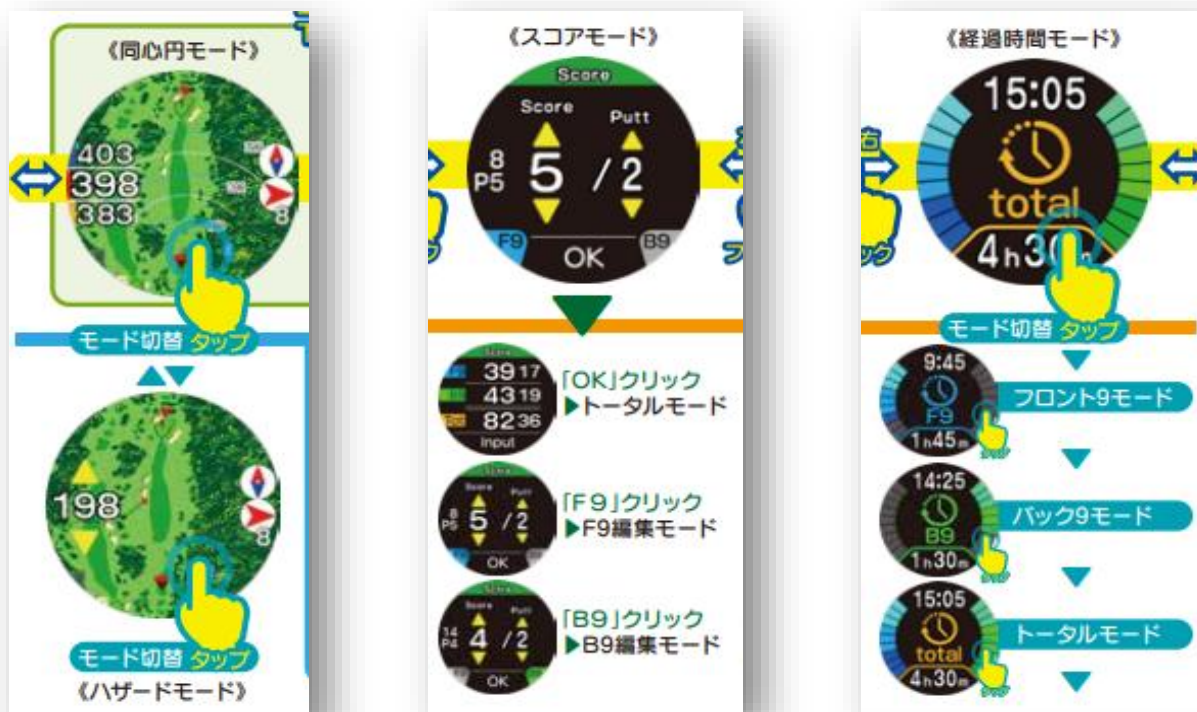 《同心円モード》
403
398
383
8
モード切替 タップ
198
8
モード切替 タップ
《ハザードモード》
《スコアモード》
Score
Score Putt
8
P5 5 / 2
F9 OK B9
Score
39 17
43 19
82 36
Input
「OK」クリック
▶トータルモード
Score
Score Putt
8
P5 5 / 2
OK
「F9」クリック
▶F9編集モード
Score
Score Putt
14
P4 4 / 2
OK
「B9」クリック
▶B9編集モード
《経過時間モード》
右
15:05
total
4h30
モード切替 タップ
9:45
F9
1h45m
フロント9モード
14:25
B9
1h30m
バック9モード
15:05
total
4h30m
トータルモード